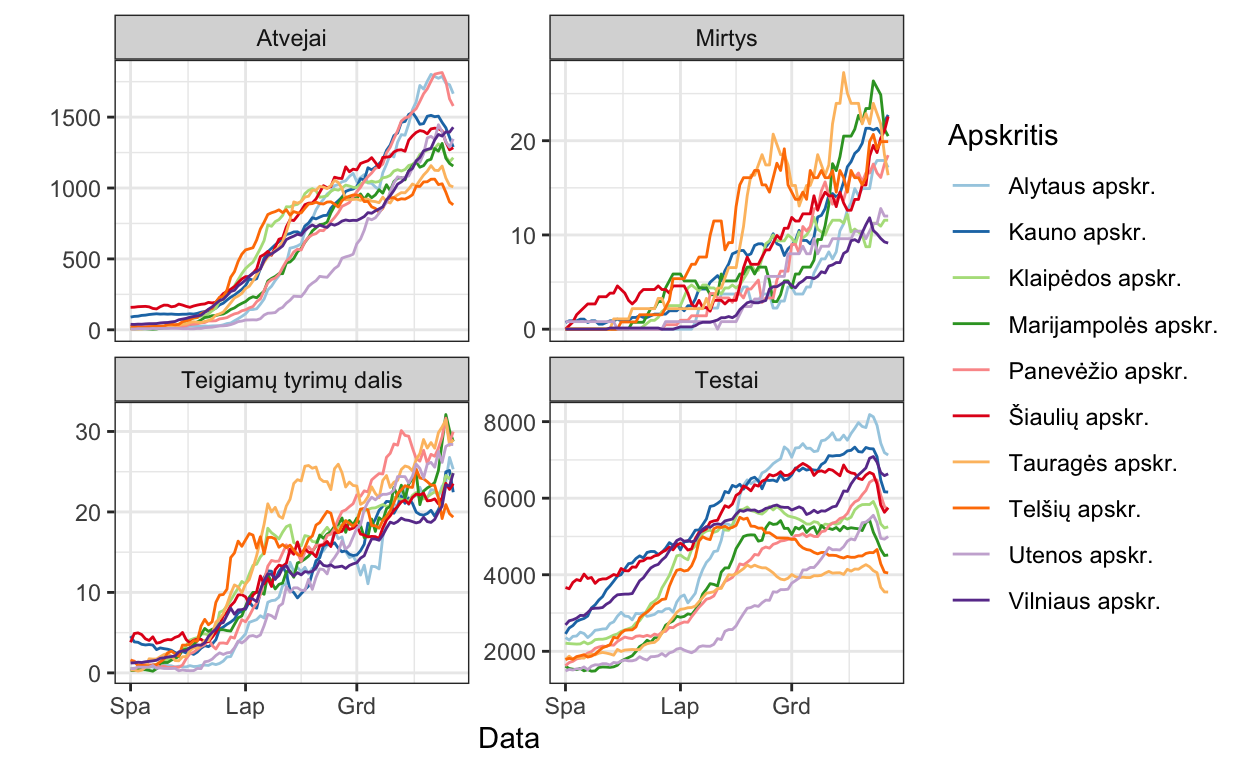 Atvejai
Mirtys
1500
1000
500
0
20
10
0
Teigiamų tyrimų dalis
Testai
30
20
10
0
8000
6000
4000
2000
Spa
Lap
Grd
Spa
Lap
Grd
Data
Apskritis
Alytaus apskr.
Kauno apskr.
Klaipėdos apskr.
Marijampolės apskr.
Panevėžio apskr.
Šiaulių apskr.
Tauragės apskr.
Telšių apskr.
Utenos apskr.
Vilniaus apskr.